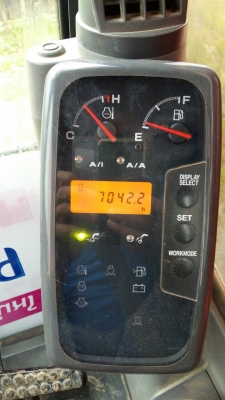 H
F
C
E
A/I
A/A
DISPLAY
SELECT
7042.2
h
SET
WORKMODE
P